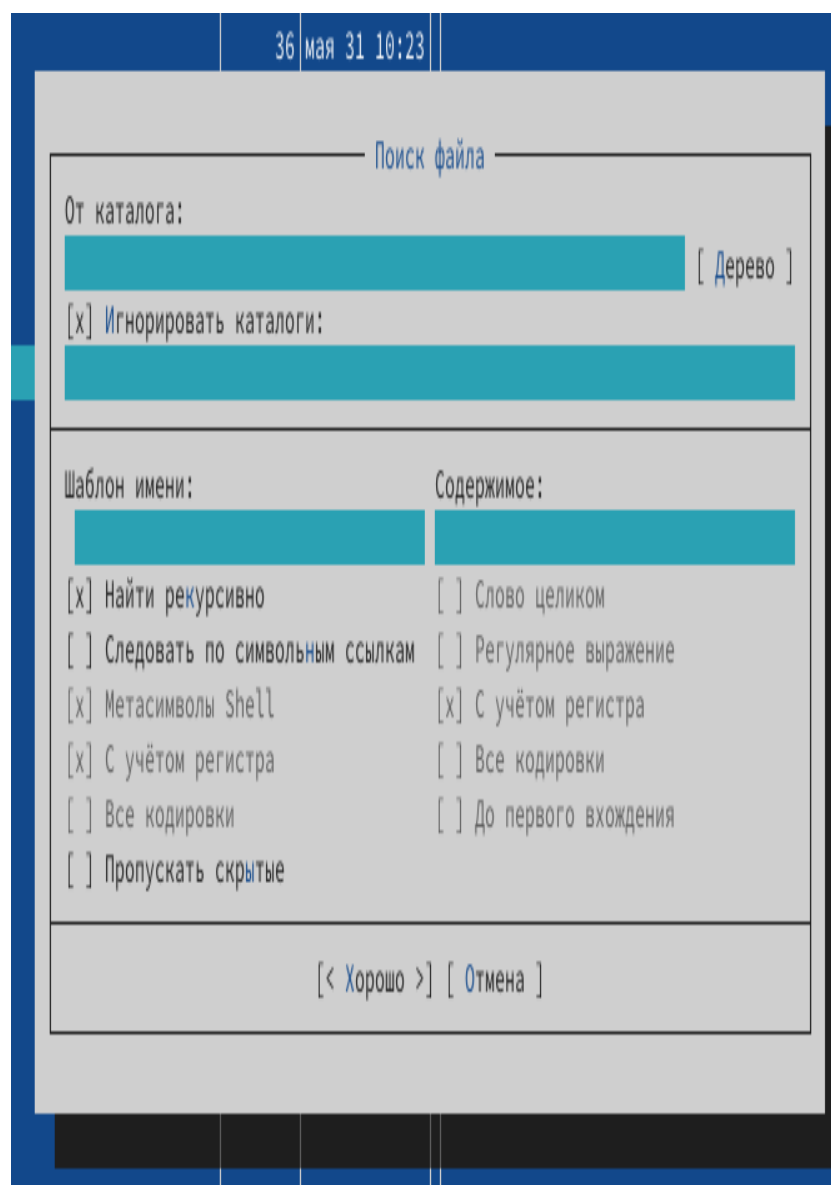 36 мая 31 10:23
Поиск файла
От каталога:
[ Дерево ]
[x] Игнорировать каталоги:
Шаблон имени: Содержимое:
[x] Найти рекурсивно [ ] Слово целиком
[ ] Следовать по символьным ссылкам [ ] Регулярное выражение
[x] Метасимволы Shell [x] С учётом регистра
[x] С учётом регистра [ ] Все кодировки
[ ] Все кодировки [ ] До первого вхождения
[ ] Пропускать скрытые
[< Хорошо >] [ Отмена ]